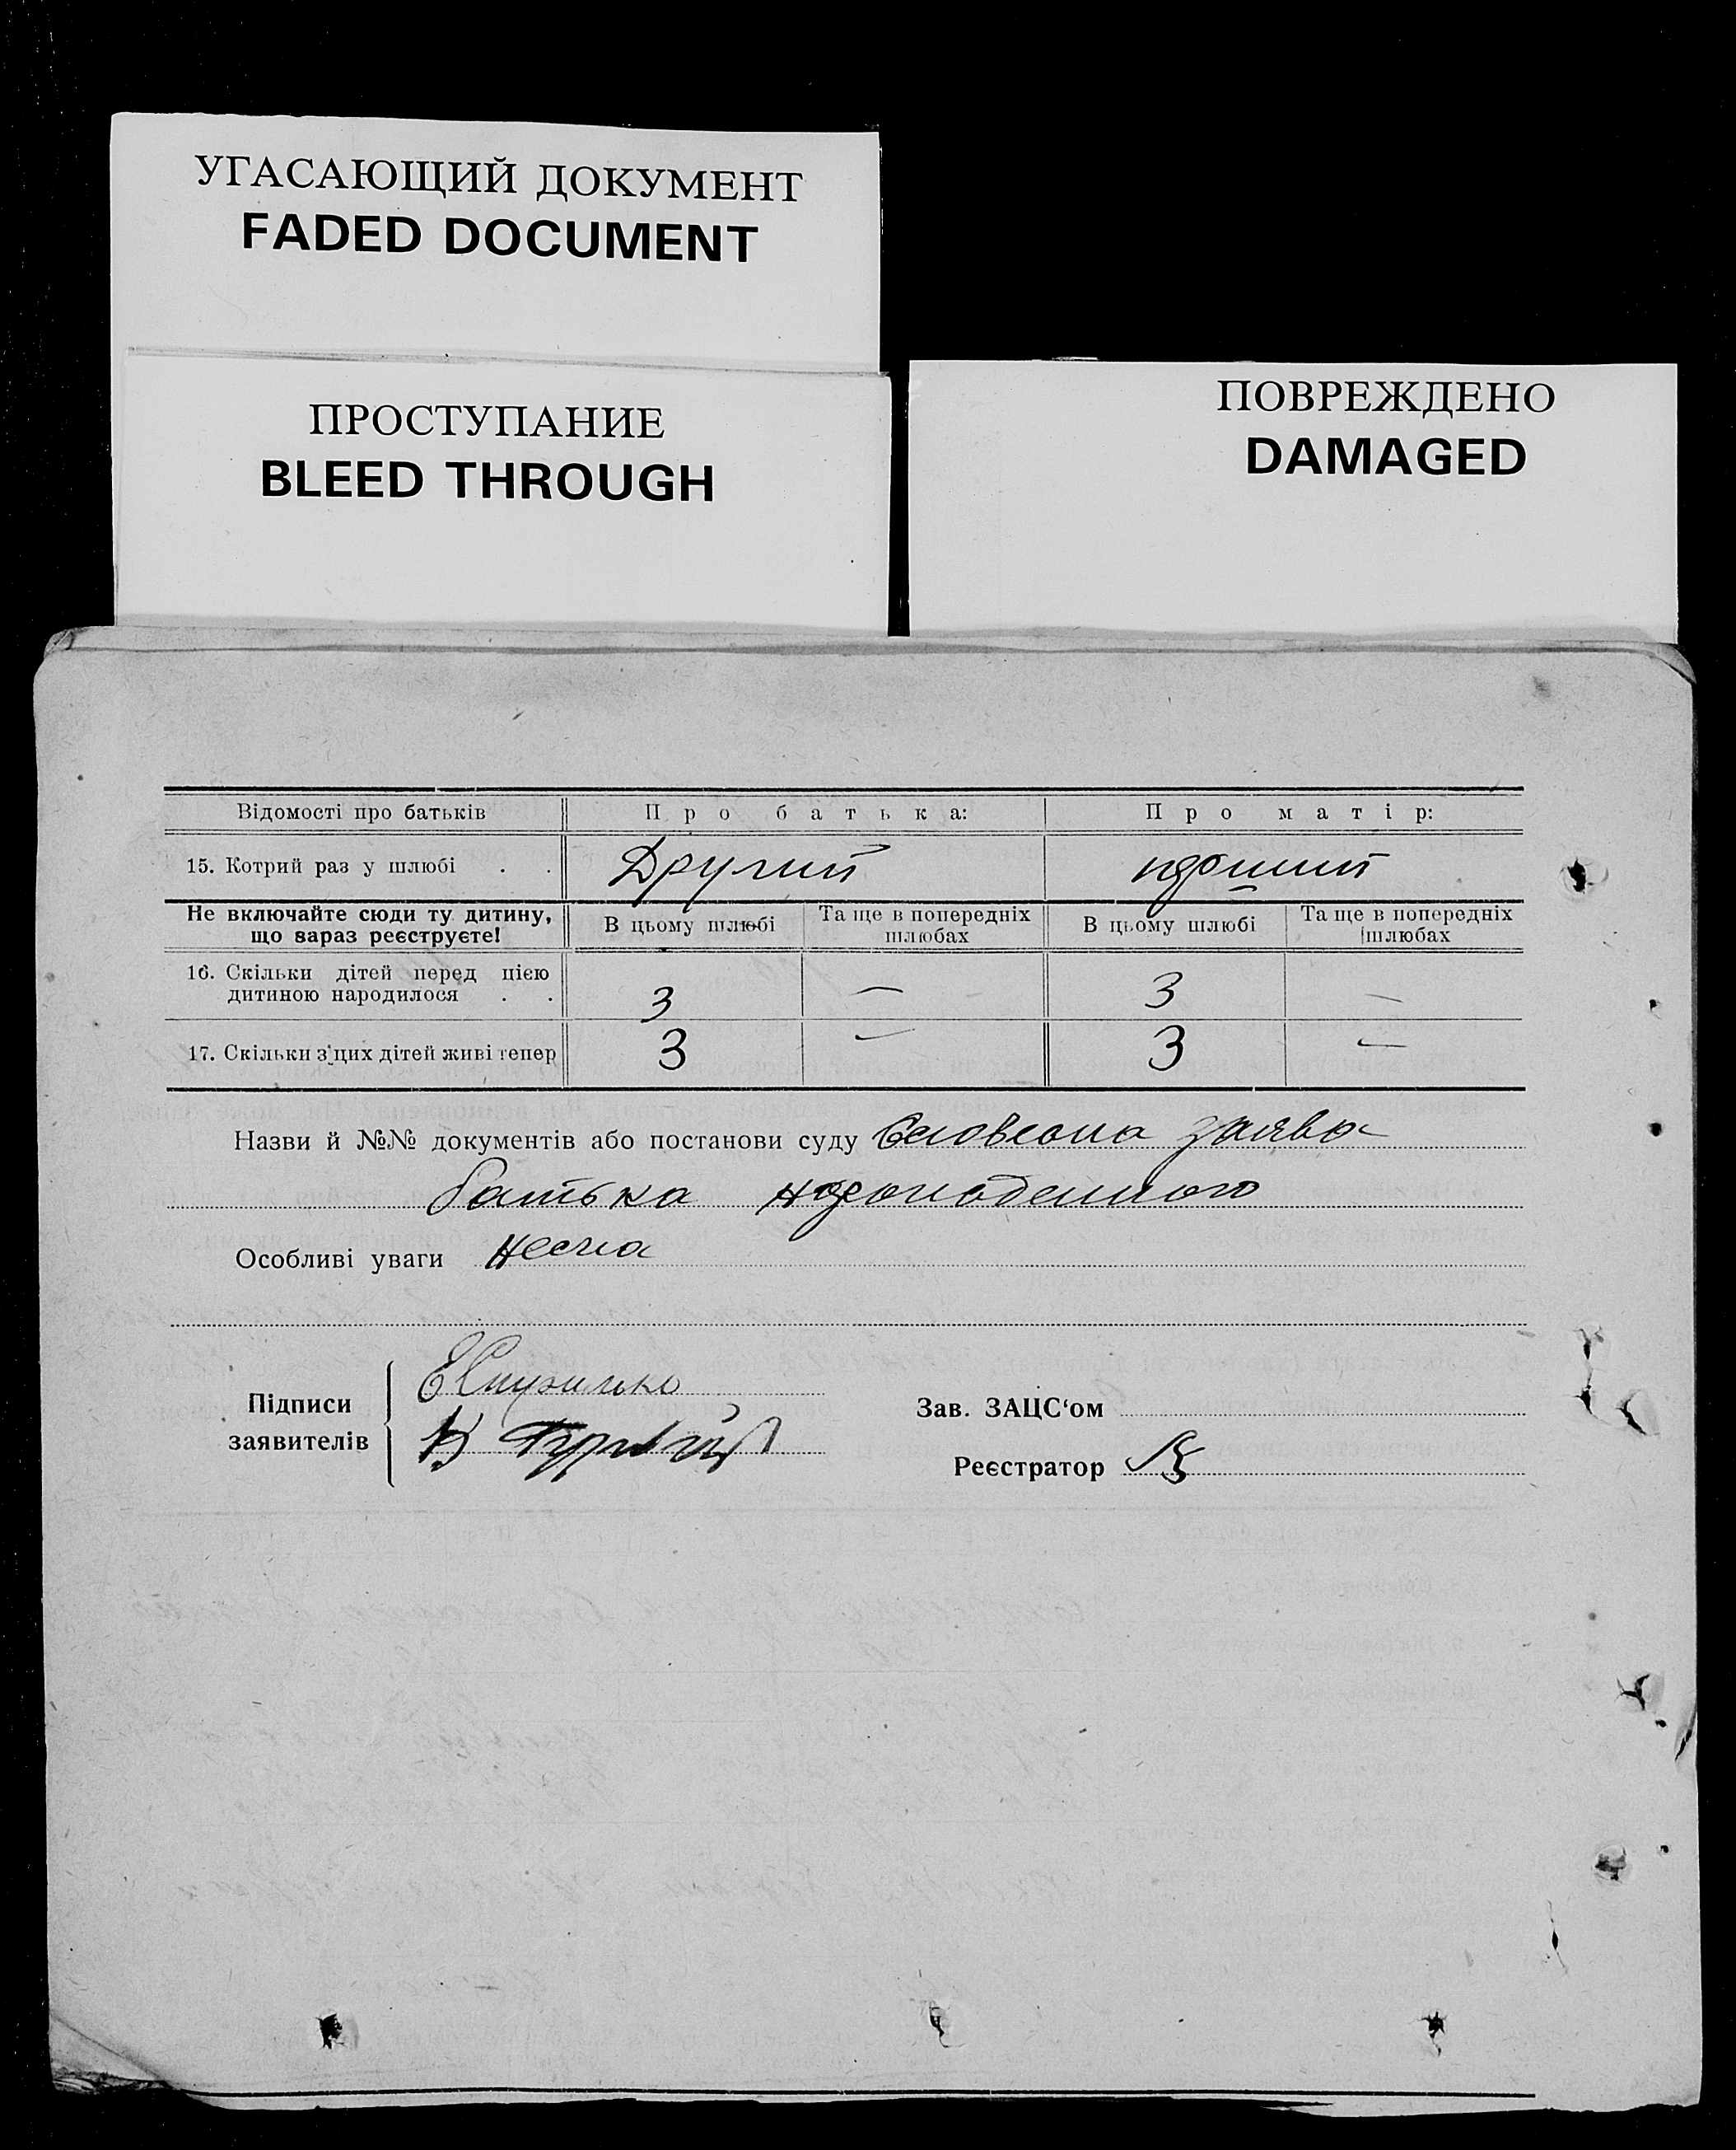 УГАСАЮЩИЙ ДОКУМЕНТ
FADED DOCUMENT
ПРОСТУПАНИЕ
BLEED THROUGH
ПОВРЕЖДЕНО
DAMAGED
Відомості про батьків Про батька: Про матір:
15. Котрий раз у шлюбі . . Другий перший
Не включайте сюди ту дитину, що вараз реєструєте! В цьому шлюбі Та ще в попередніх шлюбах В цьому шлюбі Та ще в попередніх шлюбах
16. Скільки дітей перед цією
дитиною народилося . . 3 — 3 —
17. Скільки з цих дітей живі тепер 3 — 3 —
Назви й №№ документів або постанови суду Словесна заява
батька народженного
Особливі уваги Нема
Підписи
заявителів
Зав. ЗАЦС‘ом
Реєстратор